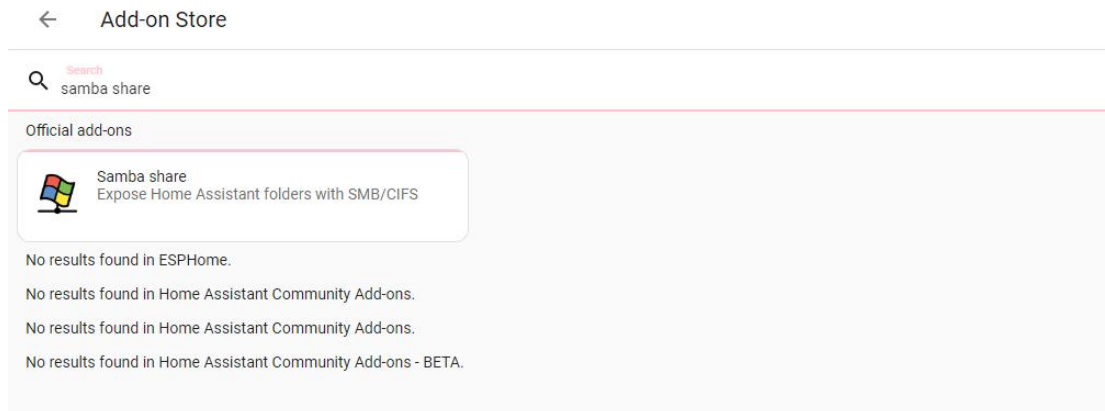 Add-on Store
Search
samba share
Official add-ons
Samba share
Expose Home Assistant folders with SMB/CIFS
No results found in ESPHome.
No results found in Home Assistant Community Add-ons.
No results found in Home Assistant Community Add-ons.
No results found in Home Assistant Community Add-ons - BETA.